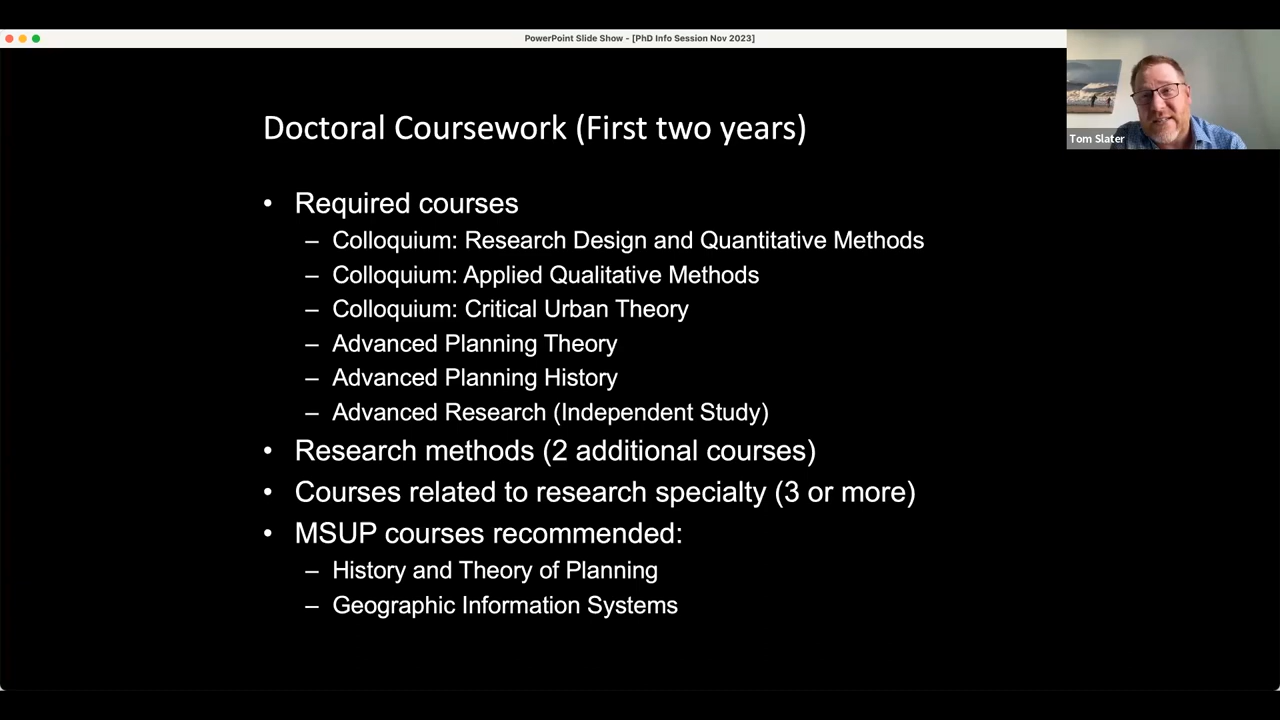 PowerPoint Slide Show - [PhD Info Session Nov 2023]
Tom Slater
Doctoral Coursework (First two years)
• Required courses
– Colloquium: Research Design and Quantitative Methods
– Colloquium: Applied Qualitative Methods
– Colloquium: Critical Urban Theory
– Advanced Planning Theory
– Advanced Planning History
– Advanced Research (Independent Study)
• Research methods (2 additional courses)
• Courses related to research specialty (3 or more)
• MSUP courses recommended:
– History and Theory of Planning
– Geographic Information Systems